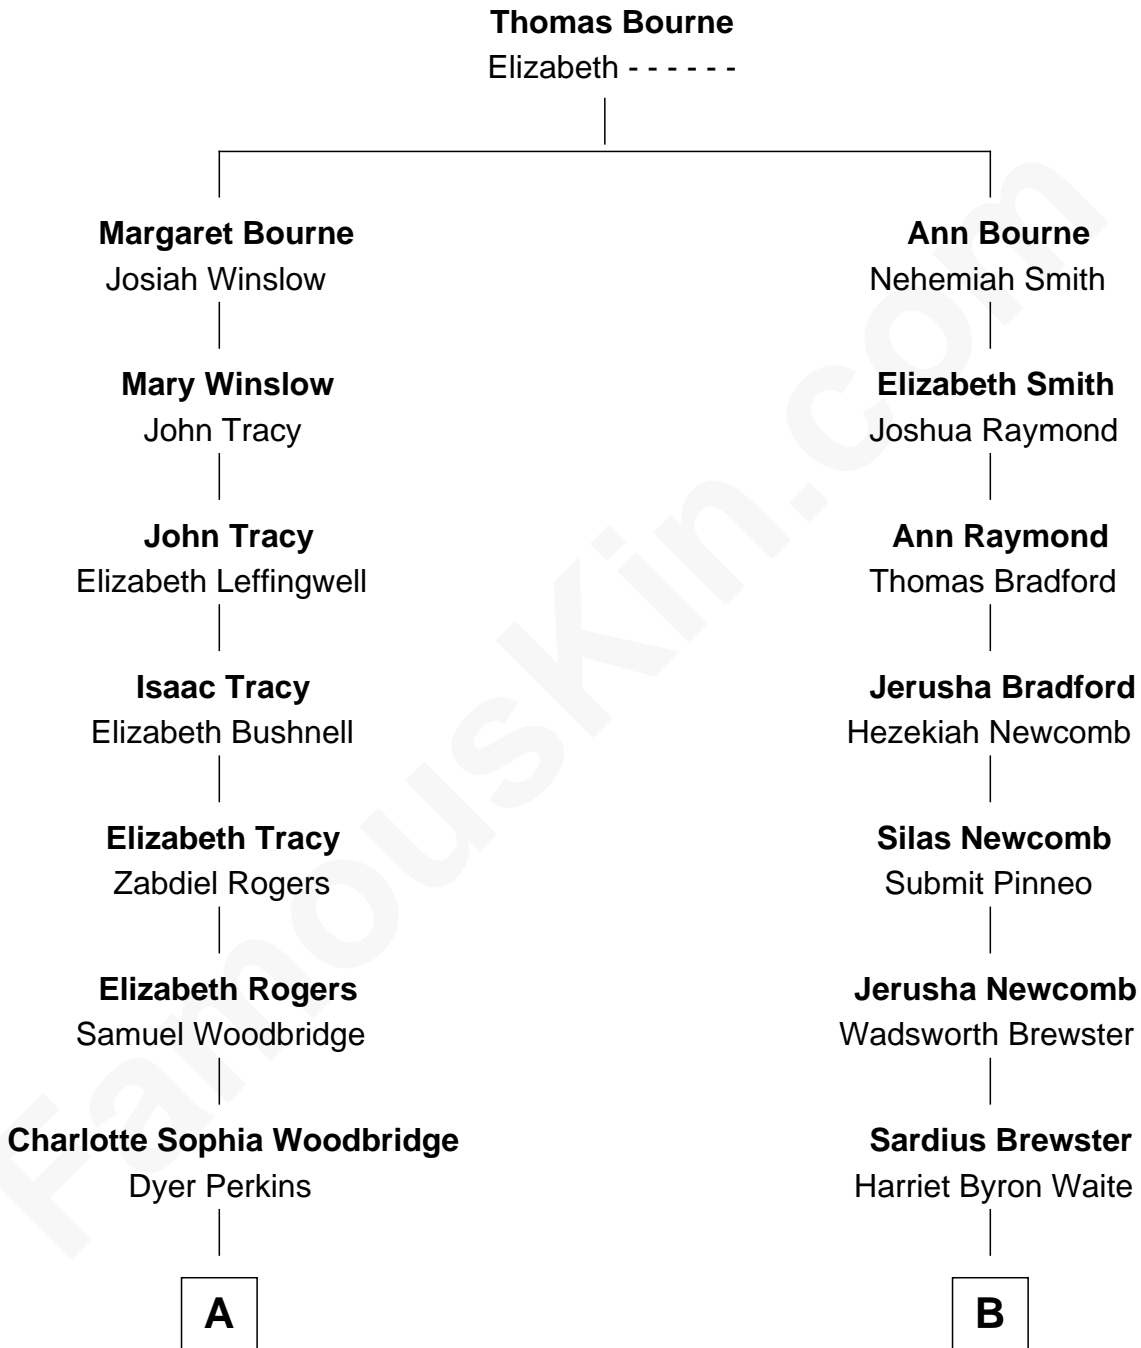 Thomas Bourne
Elizabeth - - - - - -
Margaret Bourne
Josiah Winslow
Ann Bourne
Nehemiah Smith
Mary Winslow
John Tracy
Elizabeth Smith
Joshua Raymond
John Tracy
Elizabeth Leffingwell
Ann Raymond
Thomas Bradford
Isaac Tracy
Elizabeth Bushnell
Jerusha Bradford
Hezekiah Newcomb
Elizabeth Tracy
Zabdiel Rogers
Silas Newcomb
Submit Pinneo
Elizabeth Rogers
Samuel Woodbridge
Jerusha Newcomb
Wadsworth Brewster
Charlotte Sophia Woodbridge
Dyer Perkins
Sardius Brewster
Harriet Byron Waite
A
B
FamousKin.com